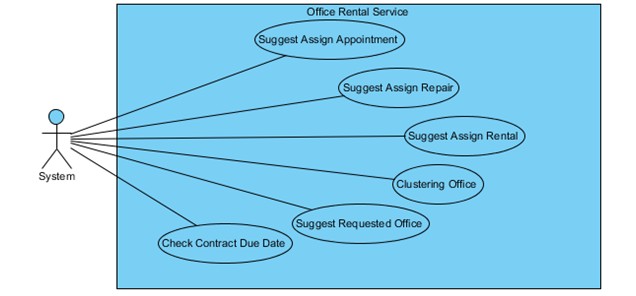 Office Rental Service
Suggest Assign Appointment
Suggest Assign Repair
Suggest Assign Rental
System
Clustering Office
Suggest Requested Office
Check Contract Due Date